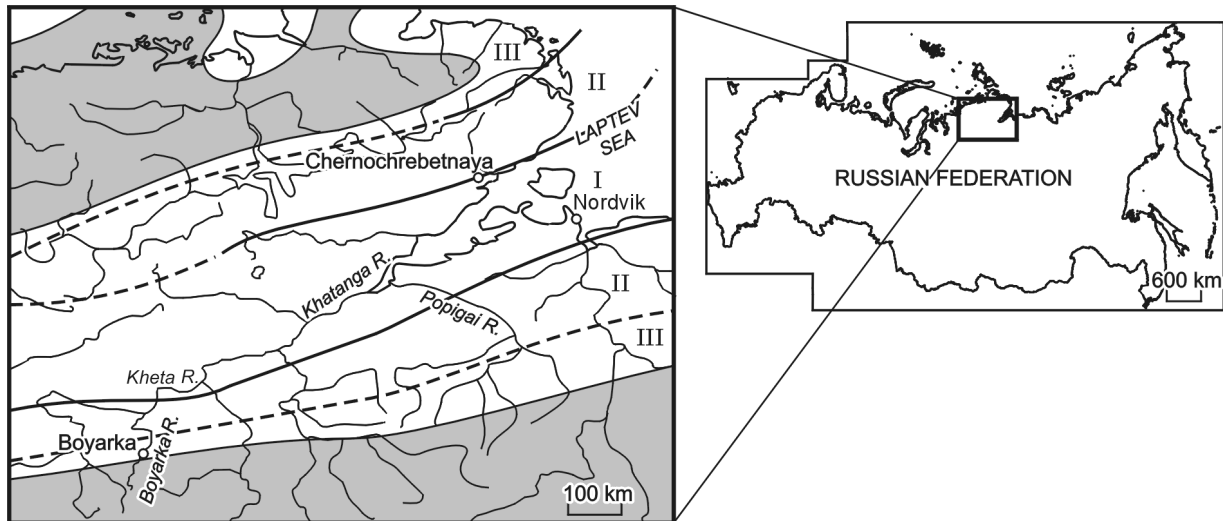 III
II
LAPTEV
SEA
Chernochrebetnaya
I
Nordvik
Khatanga R.
II
Popigai R.
III
Kheta R.
Boyarka
Boyarka R.
100 km
RUSSIAN FEDERATION
600 km